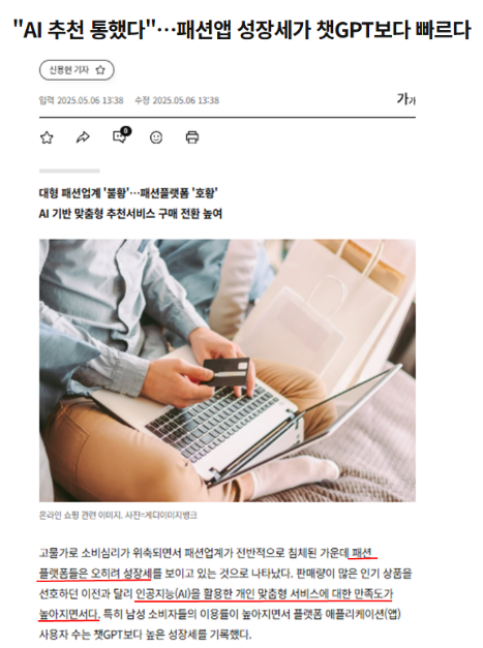 "AI 추천 통했다"…패션앱 성장세가 챗GPT보다 빠르다
신용현 기자
입력 2025.05.06 13:38 수정 2025.05.06 13:38
가가
0
대형 패션업계 '불황'…패션플랫폼 '호황'
AI 기반 맞춤형 추천서비스 구매 전환 높여
온라인 쇼핑 관련 이미지. 사진=게티이미지뱅크
고물가로 소비심리가 위축되면서 패션업계가 전반적으로 침체된 가운데 패션
플랫폼들은 오히려 성장세를 보이고 있는 것으로 나타났다. 판매량이 많은 인기 상품을
선호하던 이전과 달리 인공지능(AI)을 활용한 개인 맞춤형 서비스에 대한 만족도가
높아지면서다. 특히 남성 소비자들의 이용률이 높아지면서 플랫폼 애플리케이션(앱)
사용자 수는 챗GPT보다 높은 성장세를 기록했다.